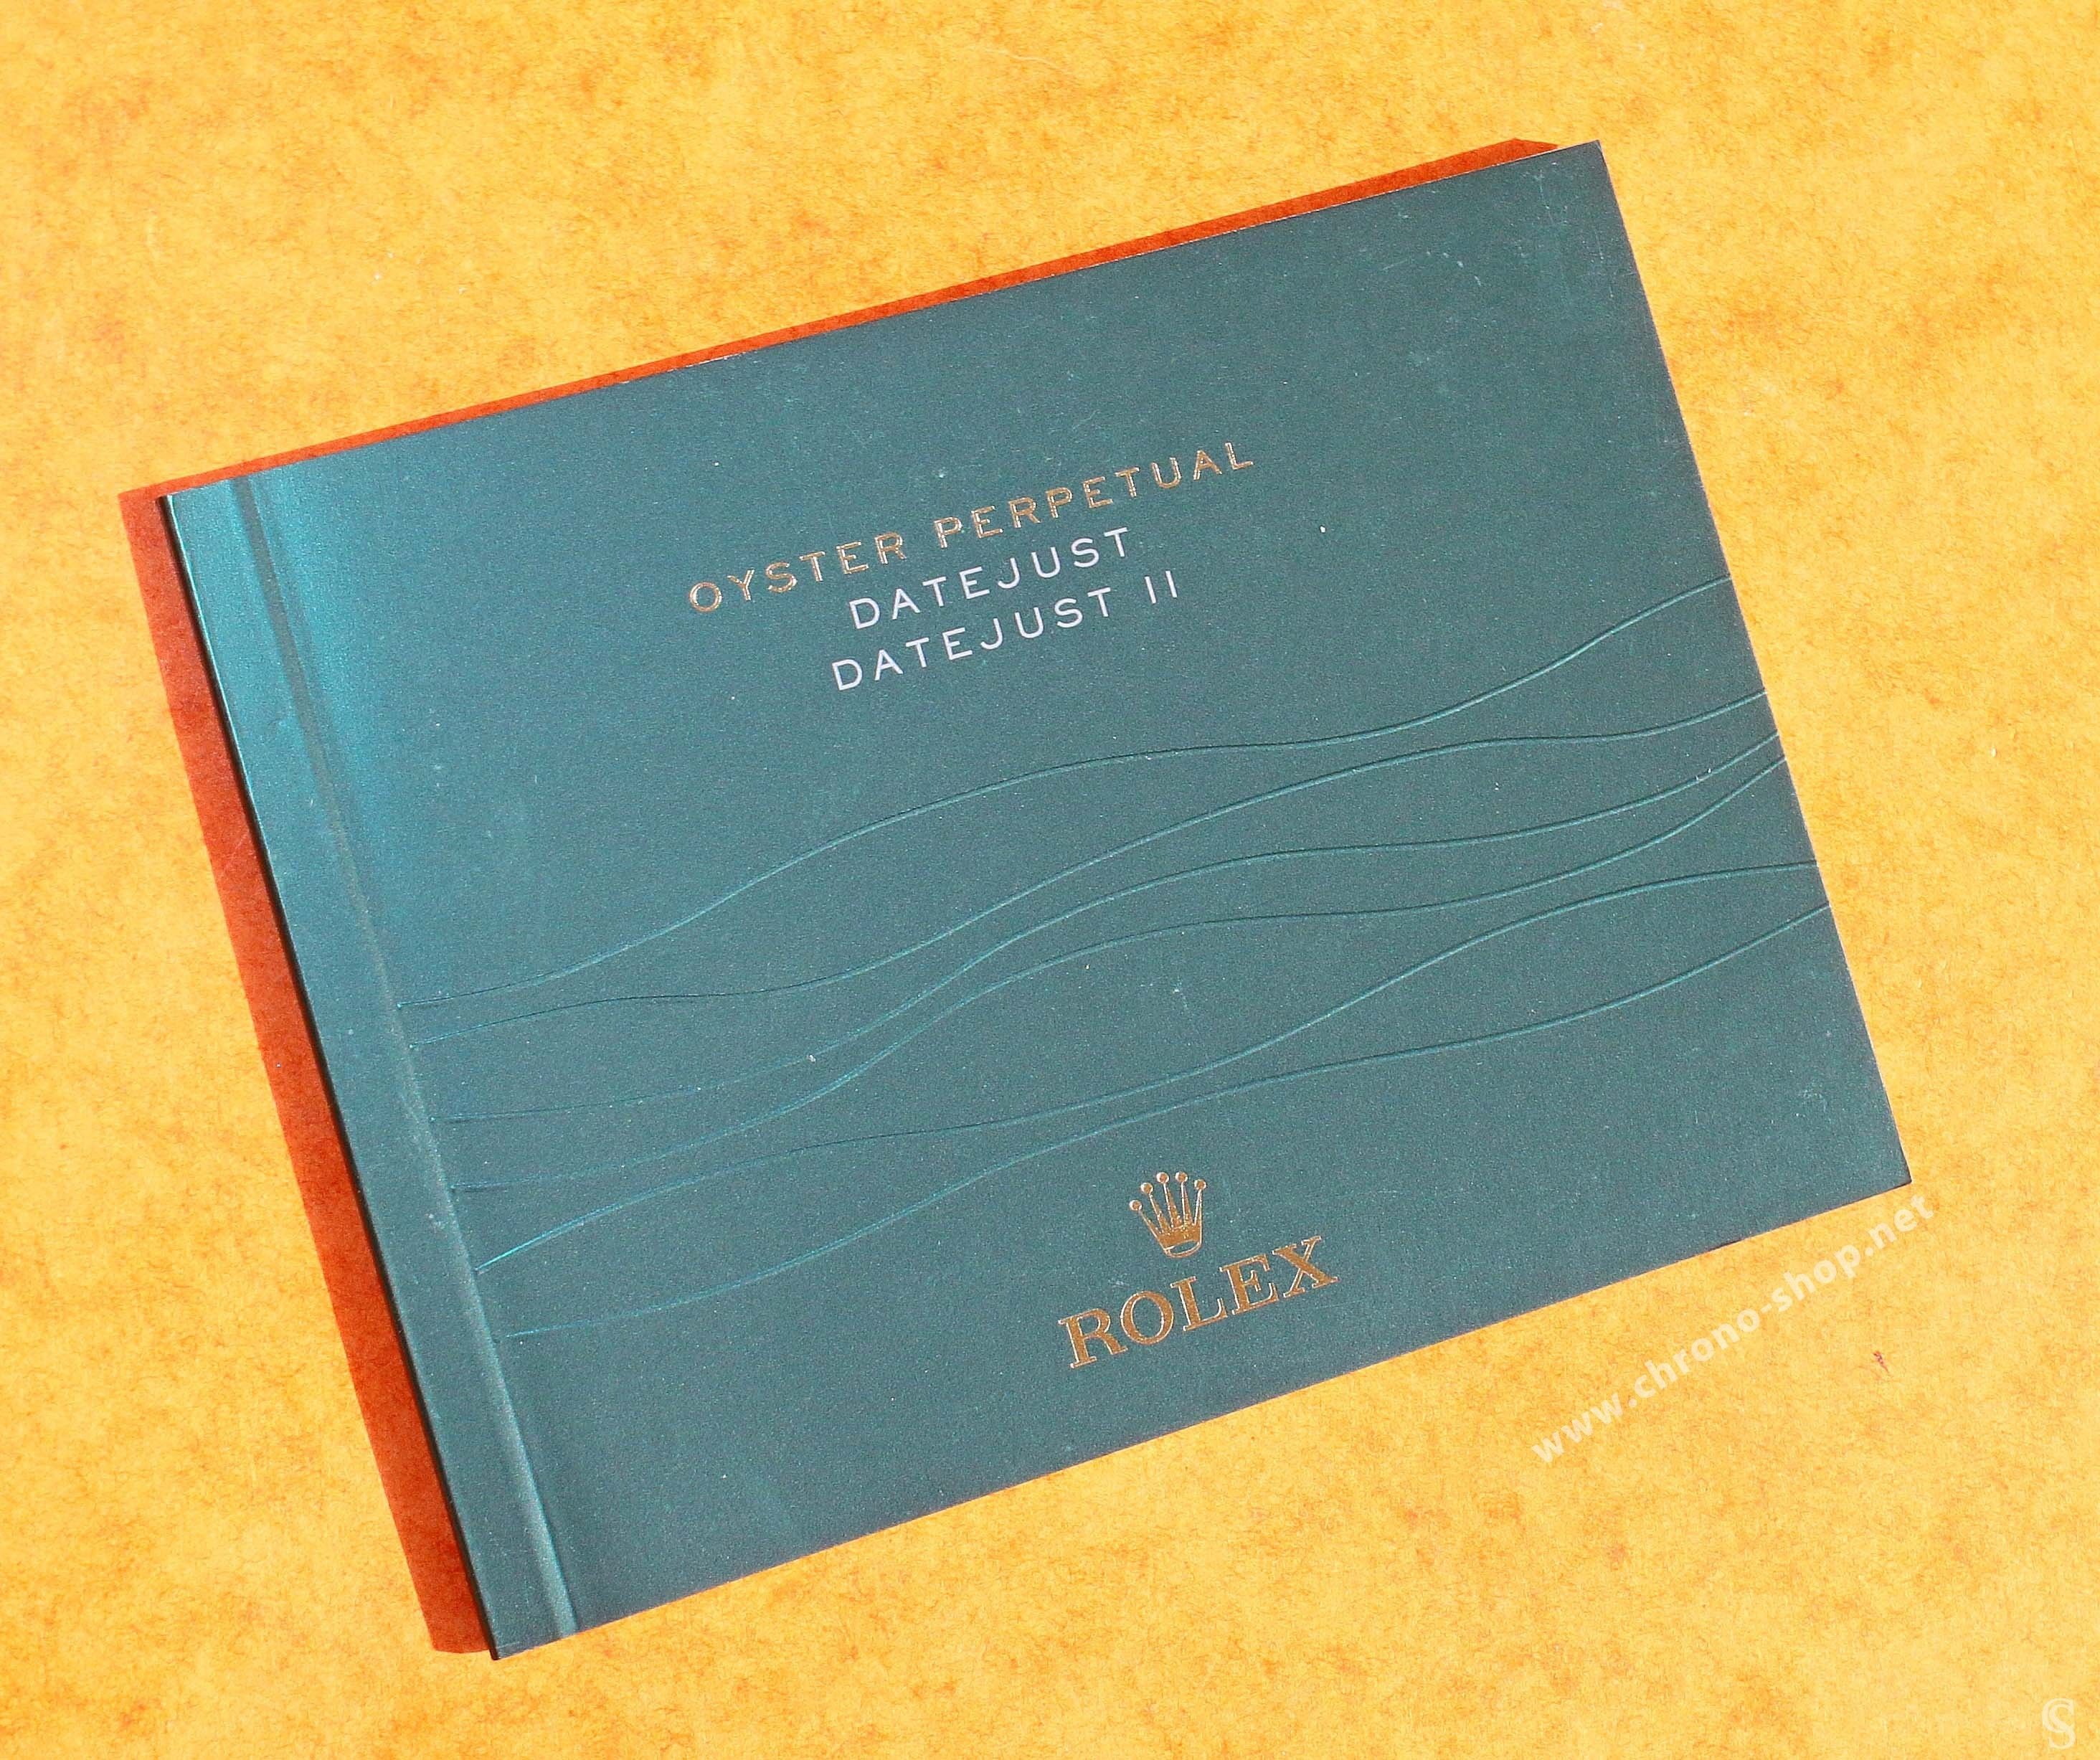 OYSTER PERPETUAL
DATEJUST
DATEJUST II
ROLEX
www.chrono-shop.net